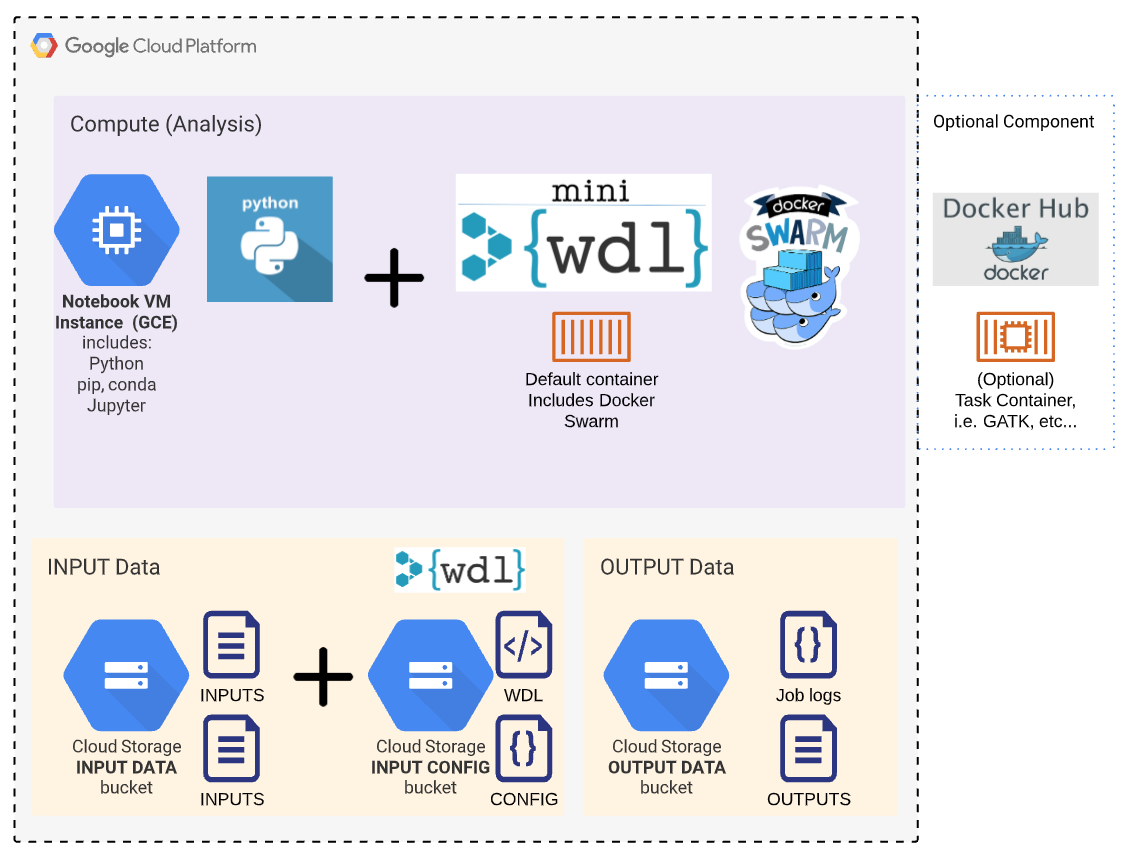 Google Cloud Platform
Compute (Analysis)
python
Notebook VM
Instance (GCE)
includes:
Python
pip, conda
Jupyter
mini
{wdl}
Default container
Includes Docker
Swarm
docker
SWARM
Optional Component
Docker Hub
docker
(Optional)
Task Container,
i.e. GATK, etc...
INPUT Data
{wdl}
INPUTS
Cloud Storage
INPUT DATA
bucket
INPUTS
</>
WDL
Cloud Storage
INPUT CONFIG
bucket
{}
CONFIG
OUTPUT Data
Cloud Storage
OUTPUT DATA
bucket
{}
Job logs
OUTPUTS